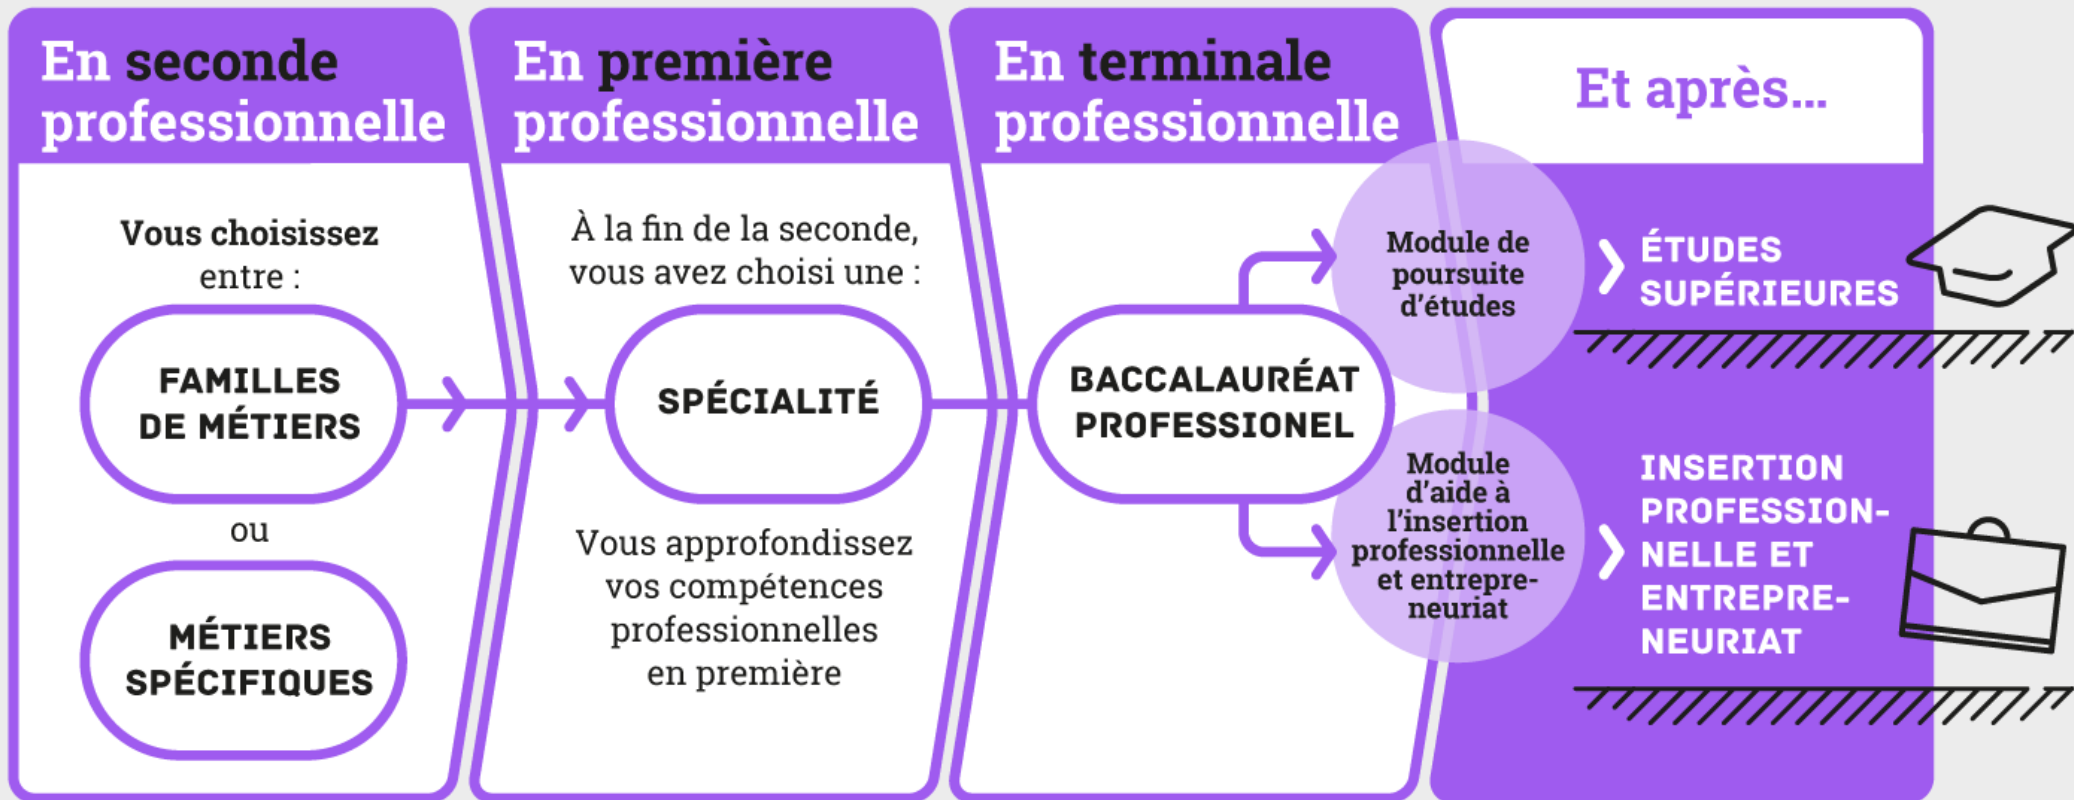 En seconde
professionnelle
Vous choisissez
entre :
FAMILLES
DE MÉTIERS
ou
MÉTIERS
SPÉCIFIQUES
En première
professionnelle
À la fin de la seconde,
vous avez choisi une :
SPÉCIALITÉ
Vous approfondissez
vos compétences
professionnelles
en première
En terminale
professionnelle
BACCALAURÉAT
PROFESSIONEL
Module de
poursuite
d'études
Module
d'aide à
l'insertion
professionnelle
et entrepre-
neuriat
Et après...
ÉTUDES
SUPÉRIEURES
INSERTION
PROFESSION-
NELLE ET
ENTREPRE-
NEURIAT